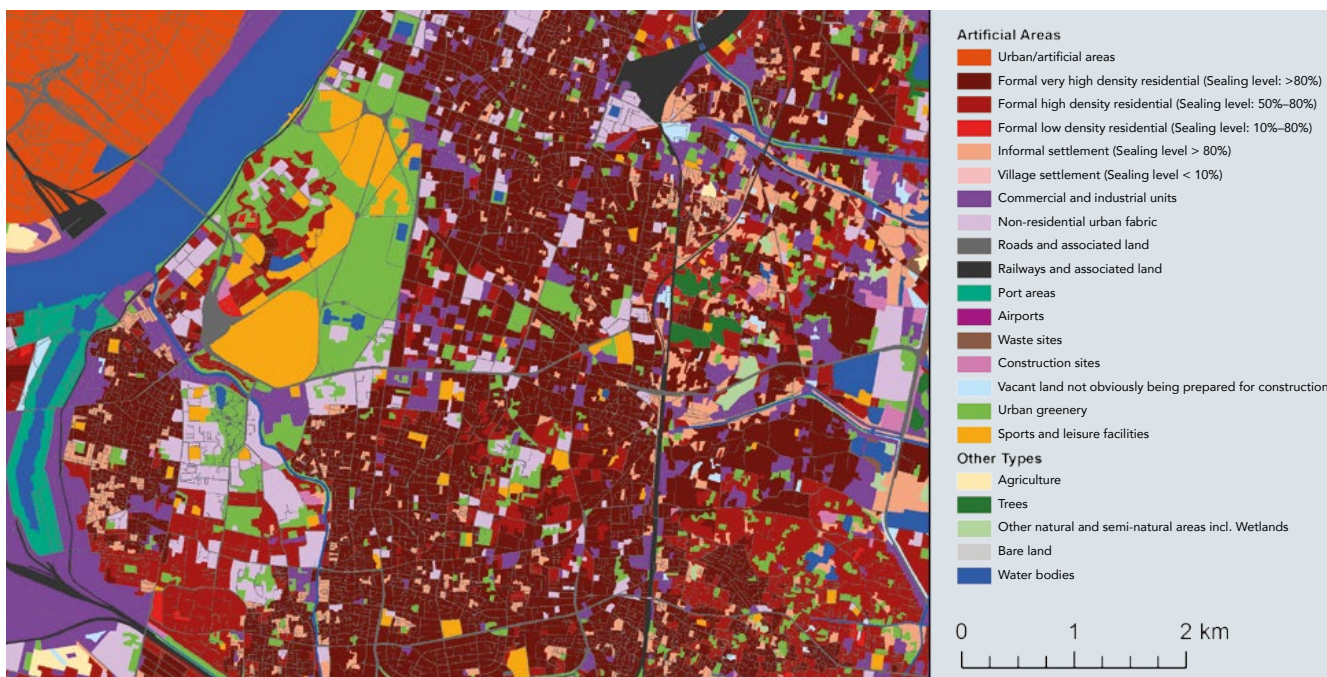 Artificial Areas
Urban/artificial areas
Formal very high density residential (Sealing level: >80%)
Formal high density residential (Sealing level: 50%–80%)
Formal low density residential (Sealing level: 10%–80%)
Informal settlement (Sealing level > 80%)
Village settlement (Sealing level < 10%)
Commercial and industrial units
Non-residential urban fabric
Roads and associated land
Railways and associated land
Port areas
Airports
Waste sites
Construction sites
Vacant land not obviously being prepared for construction
Urban greenery
Sports and leisure facilities
Other Types
Agriculture
Trees
Other natural and semi-natural areas incl. Wetlands
Bare land
Water bodies
0 1 2 km